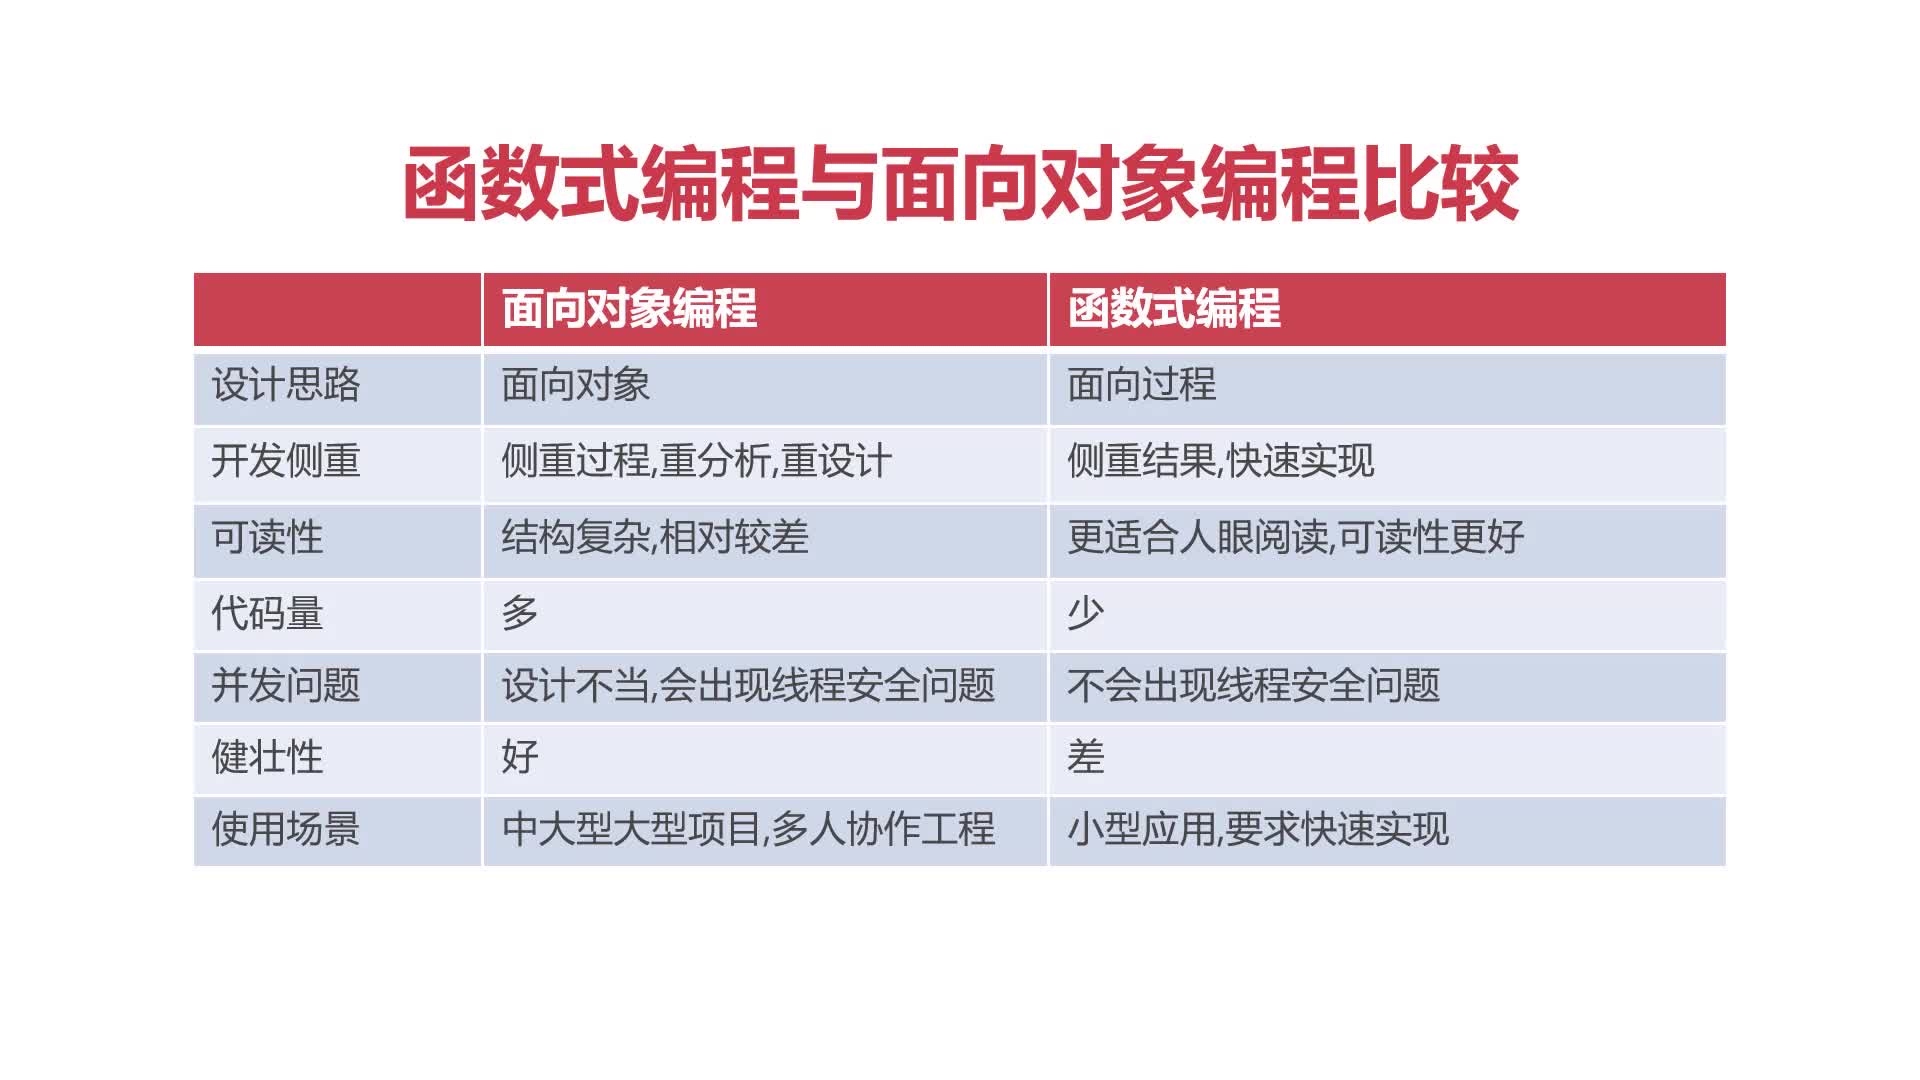 函数式编程与面向对象编程比较
面向对象编程 函数式编程
设计思路 面向对象 面向过程
开发侧重 侧重过程,重分析,重设计 侧重结果,快速实现
可读性 结构复杂,相对较差 更适合人眼阅读,可读性更好
代码量 多 少
并发问题 设计不当,会出现线程安全问题 不会出现线程安全问题
健壮性 好 差
使用场景 中大型大型项目,多人协作工程 小型应用,要求快速实现